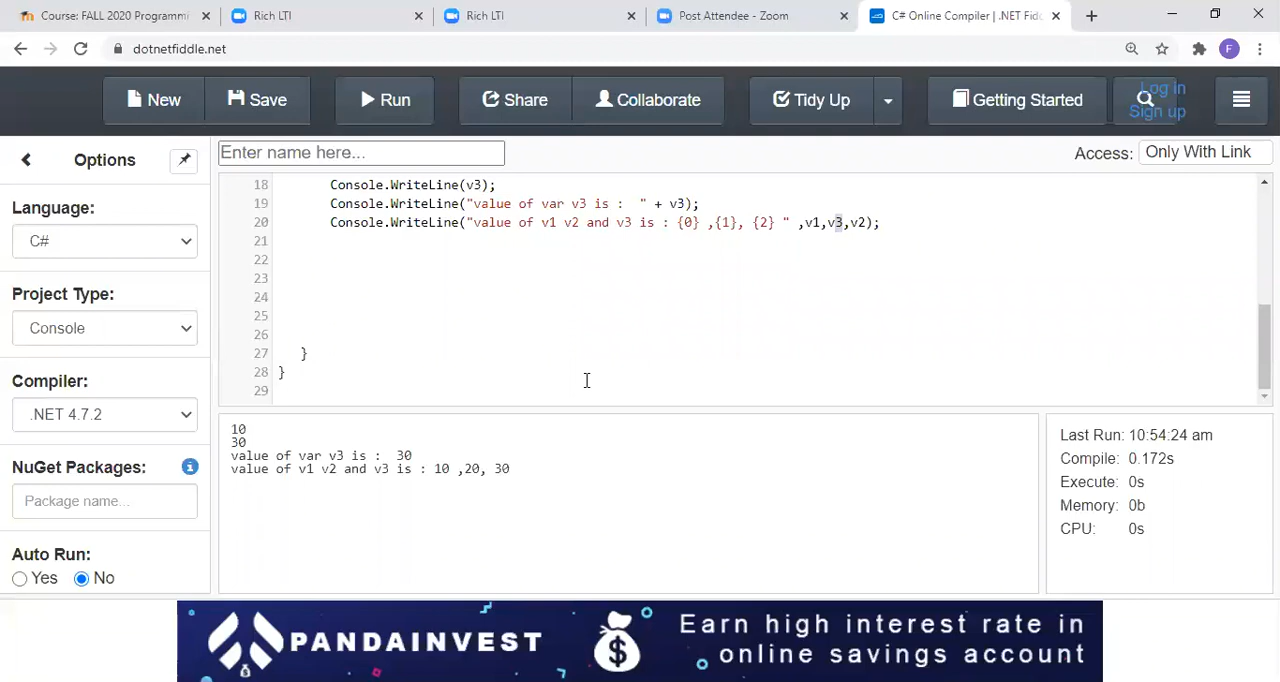 Course: FALL 2020 Programmi
Rich LTI
Rich LTI
Post Attendee - Zoom
C# Online Compiler | .NET Fidd
dotnetfiddle.net
F
New
Save
Run
Share
Collaborate
Tidy Up
Getting Started
Log in
Sign up
Options
Enter name here...
Access:
Only With Link
Language:
C#
Project Type:
Console
Compiler:
.NET 4.7.2
NuGet Packages:
Package name...
Auto Run:
Yes
No
18 Console.WriteLine(v3);
19 Console.WriteLine("value of var v3 is :  " + v3);
20 Console.WriteLine("value of v1 v2 and v3 is : {0} ,{1}, {2} " ,v1,v3,v2);
21
22
23
24
25
26
27 }
28 }
29
10
30
value of var v3 is :  30
value of v1 v2 and v3 is : 10 ,20, 30
Last Run: 10:54:24 am
Compile: 0.172s
Execute: 0s
Memory: 0b
CPU: 0s
PANDAINVEST
Earn high interest rate in
online savings account